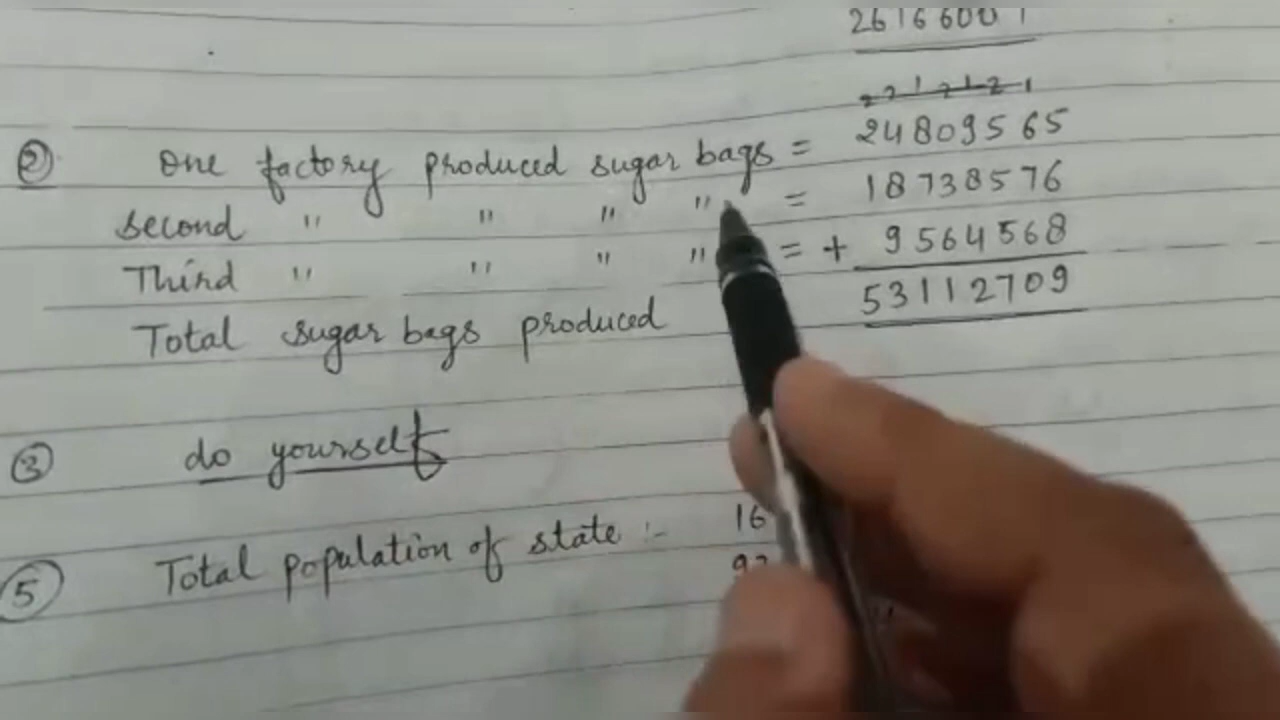 26166001
2212121
② One factory produced sugar bags = 24809565
Second " " " " = 18738576
Third " " " " = + 9564568
Total sugar bags produced 53112709
③ do yourself
⑤ Total population of state :- 16